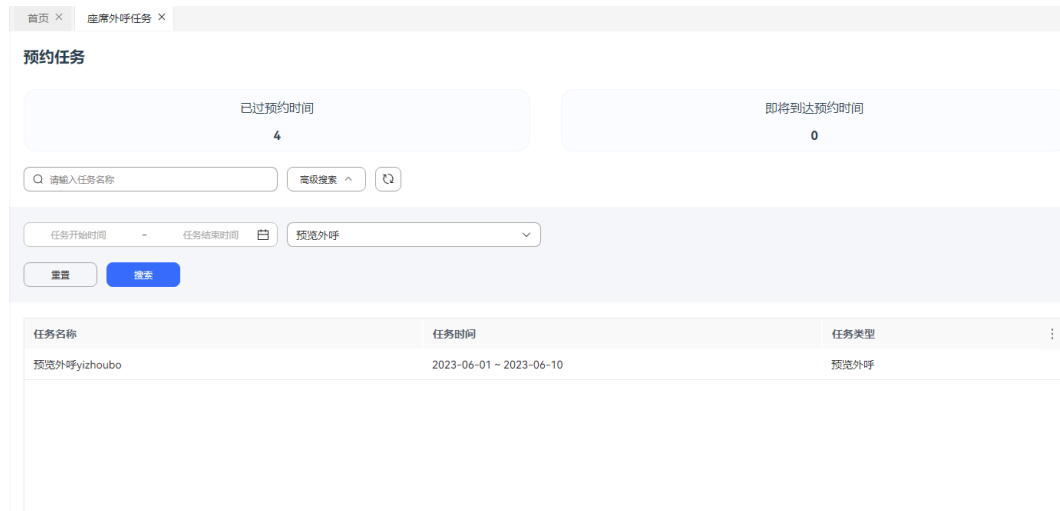 首页 × 座席外呼任务 ×
预约任务
已过预约时间 即将到达预约时间
4 0
请输入任务名称 高级搜索
任务开始时间 - 任务结束时间 预览外呼
重置 搜索
任务名称 任务时间 任务类型
预览外呼yizhoubo 2023-06-01 ~ 2023-06-10 预览外呼